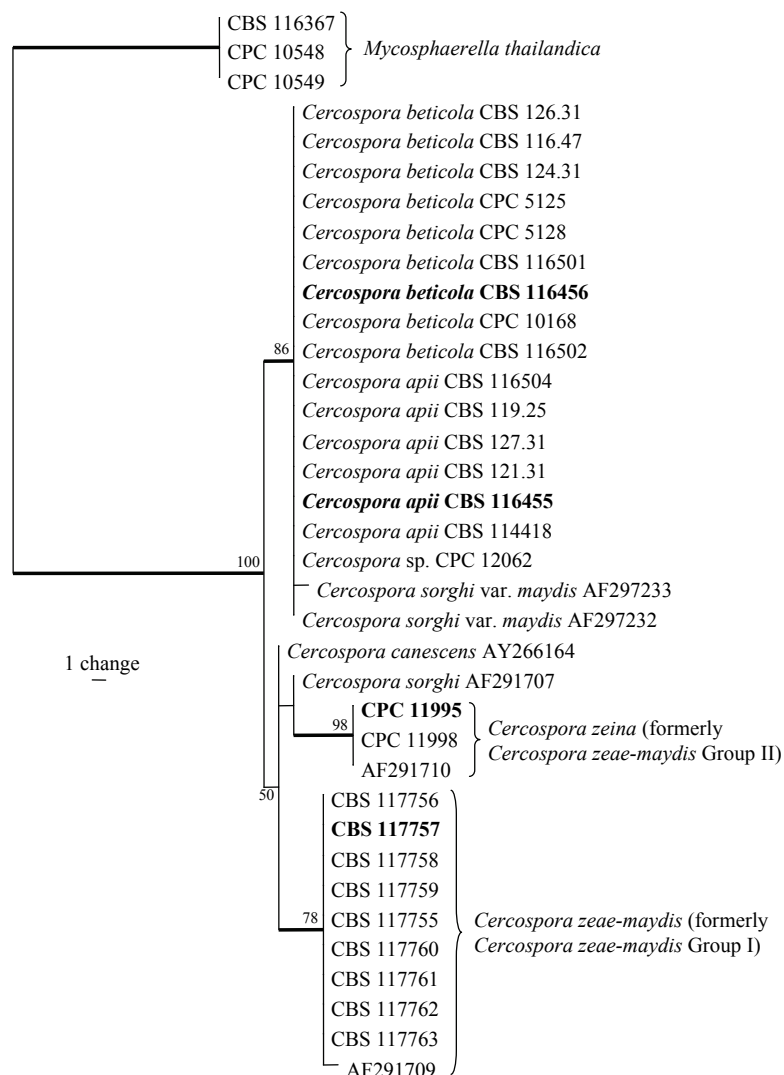 CBS 116367
CPC 10548
Mycosphaerella thailandica
CPC 10549
Cercospora beticola CBS 126.31
Cercospora beticola CBS 116.47
Cercospora beticola CBS 124.31
Cercospora beticola CPC 5125
Cercospora beticola CPC 5128
Cercospora beticola CBS 116501
Cercospora beticola CBS 116456
Cercospora beticola CPC 10168
86
Cercospora beticola CBS 116502
Cercospora apii CBS 116504
Cercospora apii CBS 119.25
Cercospora apii CBS 127.31
Cercospora apii CBS 121.31
Cercospora apii CBS 116455
Cercospora apii CBS 114418
100
Cercospora sp. CPC 12062
Cercospora sorghi var. maydis AF297233
Cercospora sorghi var. maydis AF297232
Cercospora canescens AY266164
1 change
Cercospora sorghi AF291707
CPC 11995
98
CPC 11998
AF291710
Cercospora zeina (formerly
Cercospora zeae-maydis Group II)
50
CBS 117756
CBS 117757
CBS 117758
CBS 117759
78
CBS 117755
CBS 117760
CBS 117761
CBS 117762
CBS 117763
AF291709
Cercospora zeae-maydis (formerly
Cercospora zeae-maydis Group I)